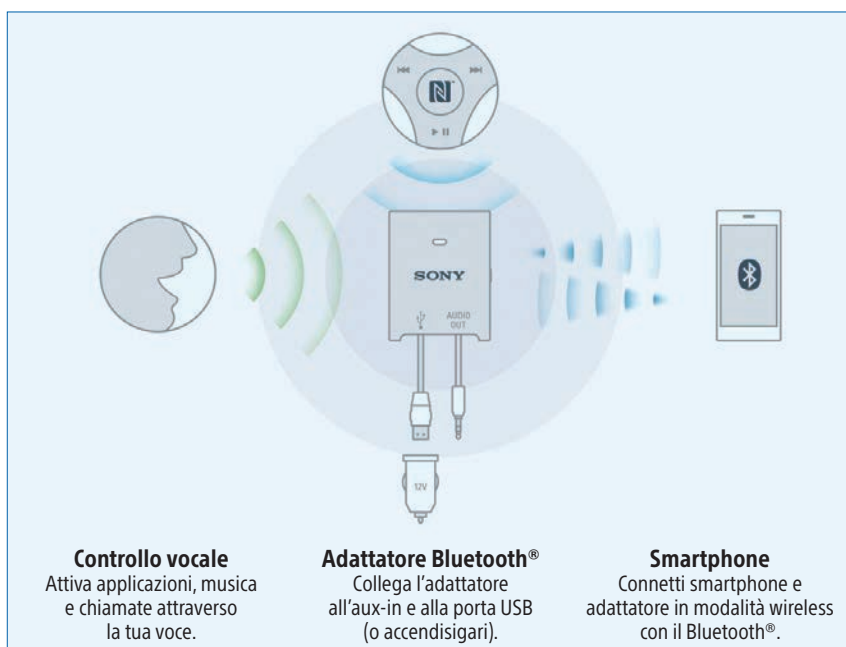 SONY
AUDIO
OUT
12V
Controllo vocale
Attiva applicazioni, musica
e chiamate attraverso
la tua voce.
Adattatore Bluetooth®
Collega l’adattatore
all’aux-in e alla porta USB
(o accendisigari).
Smartphone
Connetti smartphone e
adattatore in modalità wireless
con il Bluetooth®.